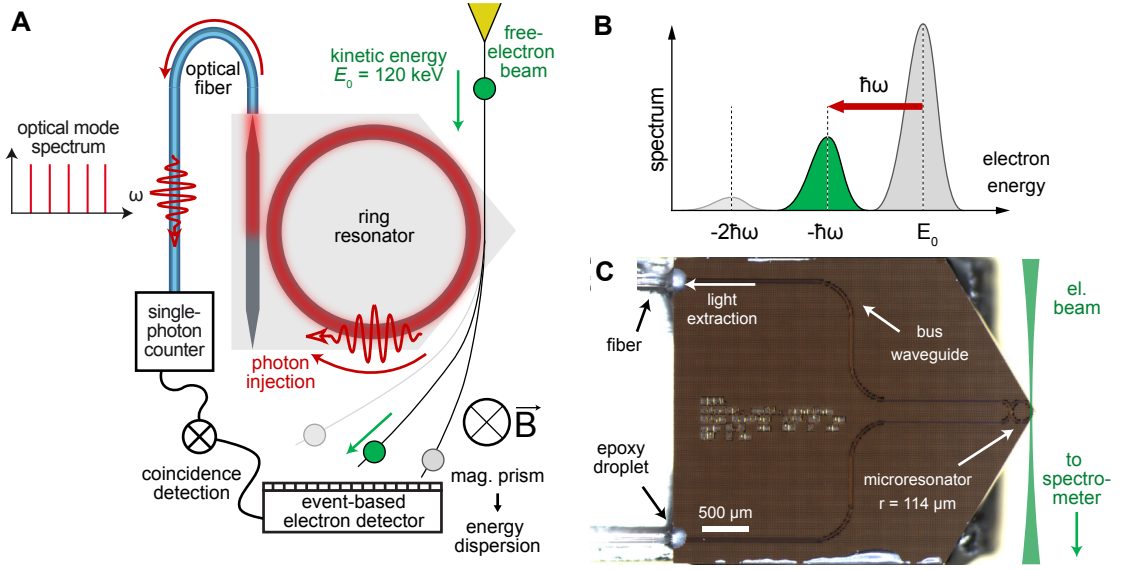 A
optical
fiber
kinetic energy
E₀ = 120 keV
free-
electron
beam
optical mode
spectrum
ω
ring
resonator
single-
photon
counter
photon
injection
coincidence
detection
event-based
electron detector
B
mag. prism
energy
dispersion
B
spectrum
ħω
electron
energy
-2ħω
-ħω
E₀
C
fiber
light
extraction
bus
waveguide
el.
beam
epoxy
droplet
microresonator
r = 114 μm
500 μm
to
spectro-
meter